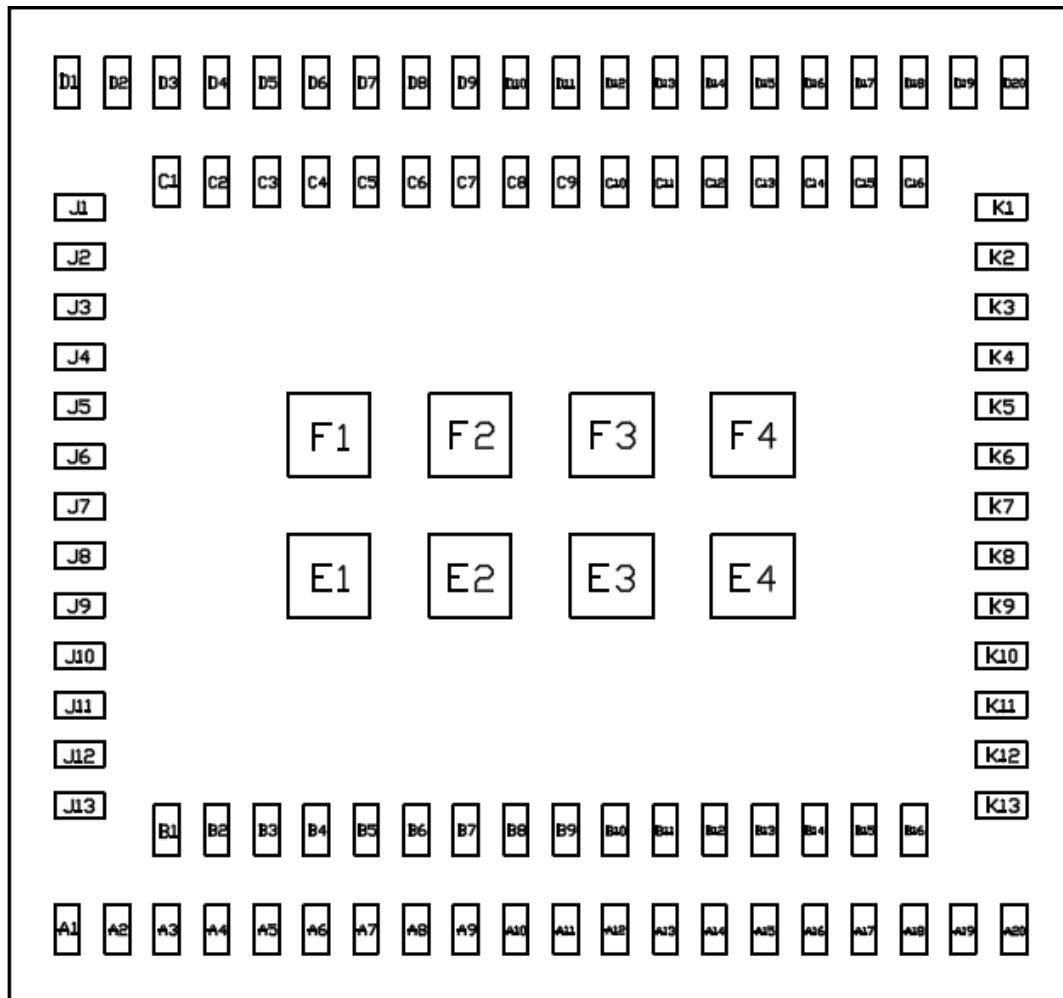 D1 D2 D3 D4 D5 D6 D7 D8 D9 D10 D11 D12 D13 D14 D15 D16 D17 D18 D19 D20
C1 C2 C3 C4 C5 C6 C7 C8 C9 C10 C11 C12 C13 C14 C15 C16
J1 K1
J2 K2
J3 K3
J4 K4
J5 K5
F1 F2 F3 F4
J6 K6
J7 K7
J8 K8
E1 E2 E3 E4
J9 K9
J10 K10
J11 K11
J12 K12
J13 K13
B1 B2 B3 B4 B5 B6 B7 B8 B9 B10 B11 B12 B13 B14 B15 B16
A1 A2 A3 A4 A5 A6 A7 A8 A9 A10 A11 A12 A13 A14 A15 A16 A17 A18 A19 A20